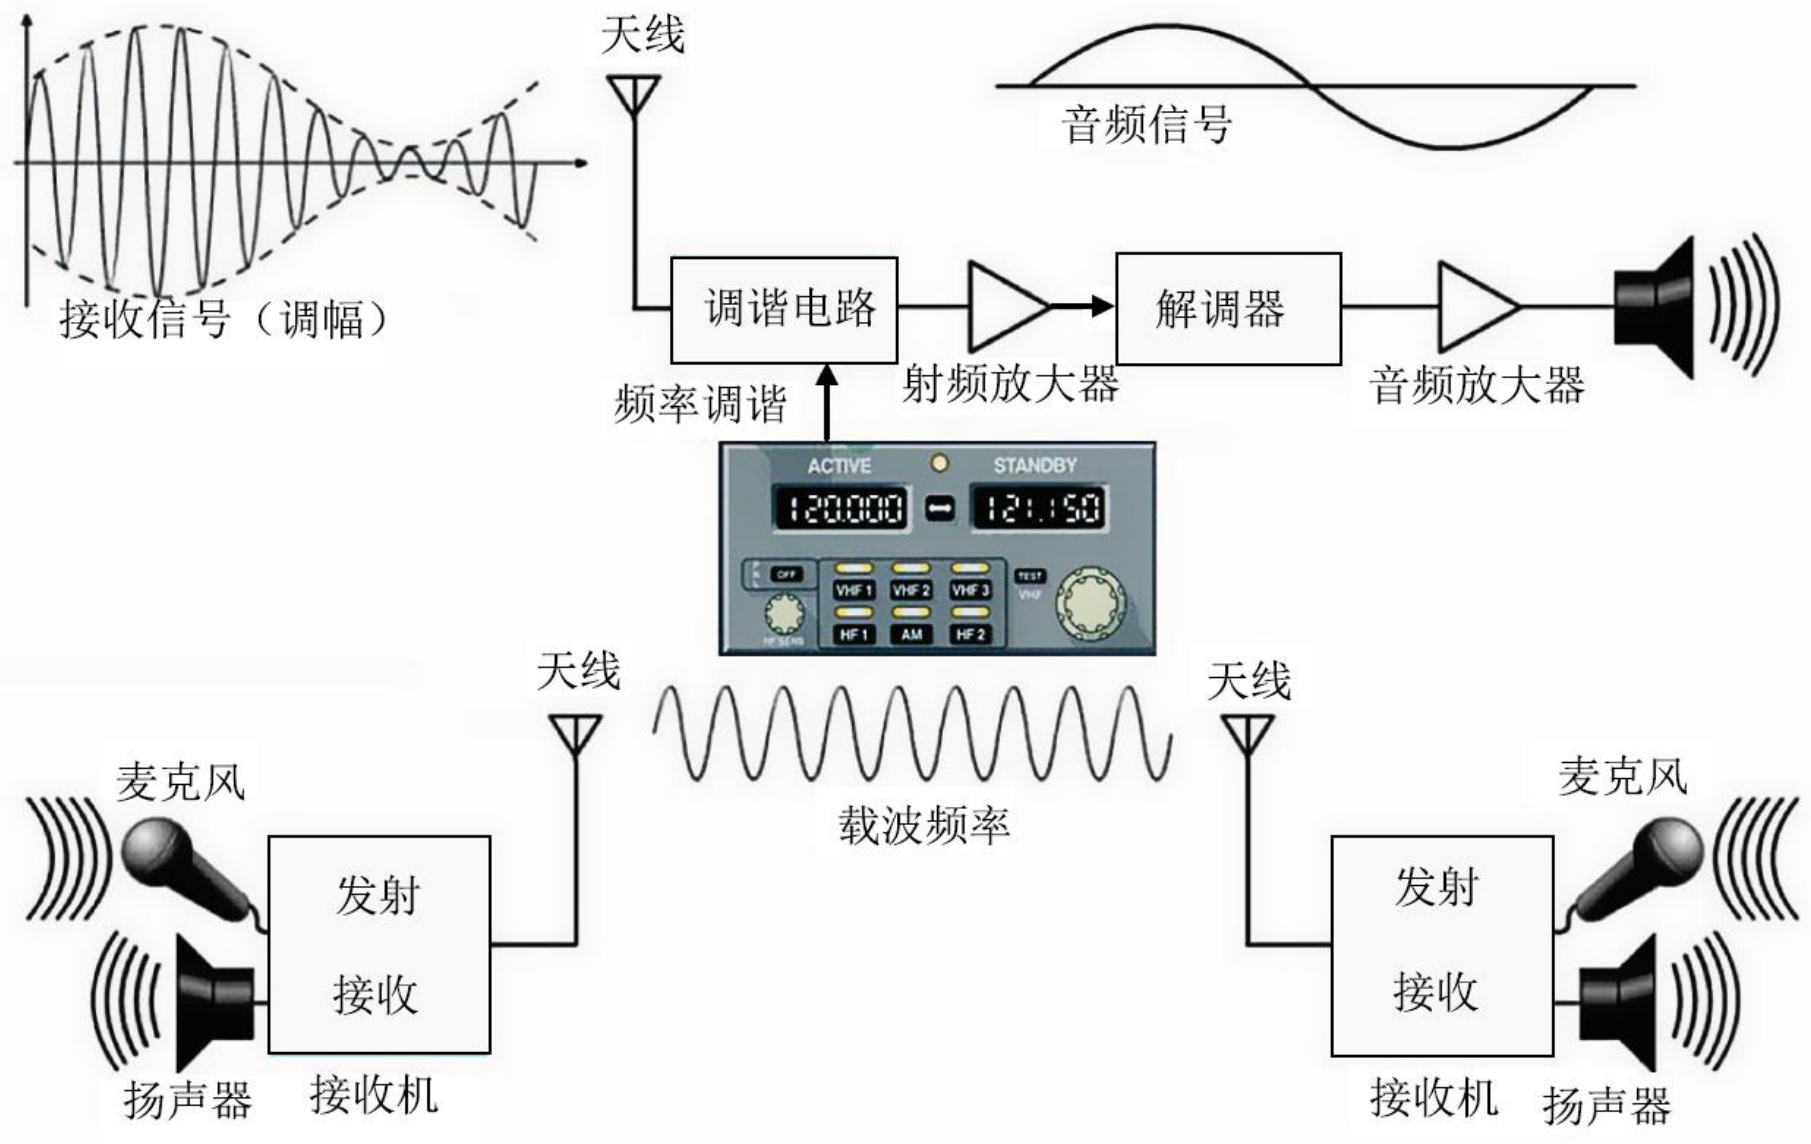 天线
音频信号
接收信号（调幅）
调谐电路
解调器
频率调谐
射频放大器
音频放大器
ACTIVE
STANDBY
120.000
121.150
PNL
OFF
VHF 1
VHF 2
VHF 3
TEST
VHF
HF SENS
HF 1
AM
HF 2
天线
天线
载波频率
麦克风
麦克风
发射
接收
发射
接收
扬声器
接收机
接收机
扬声器